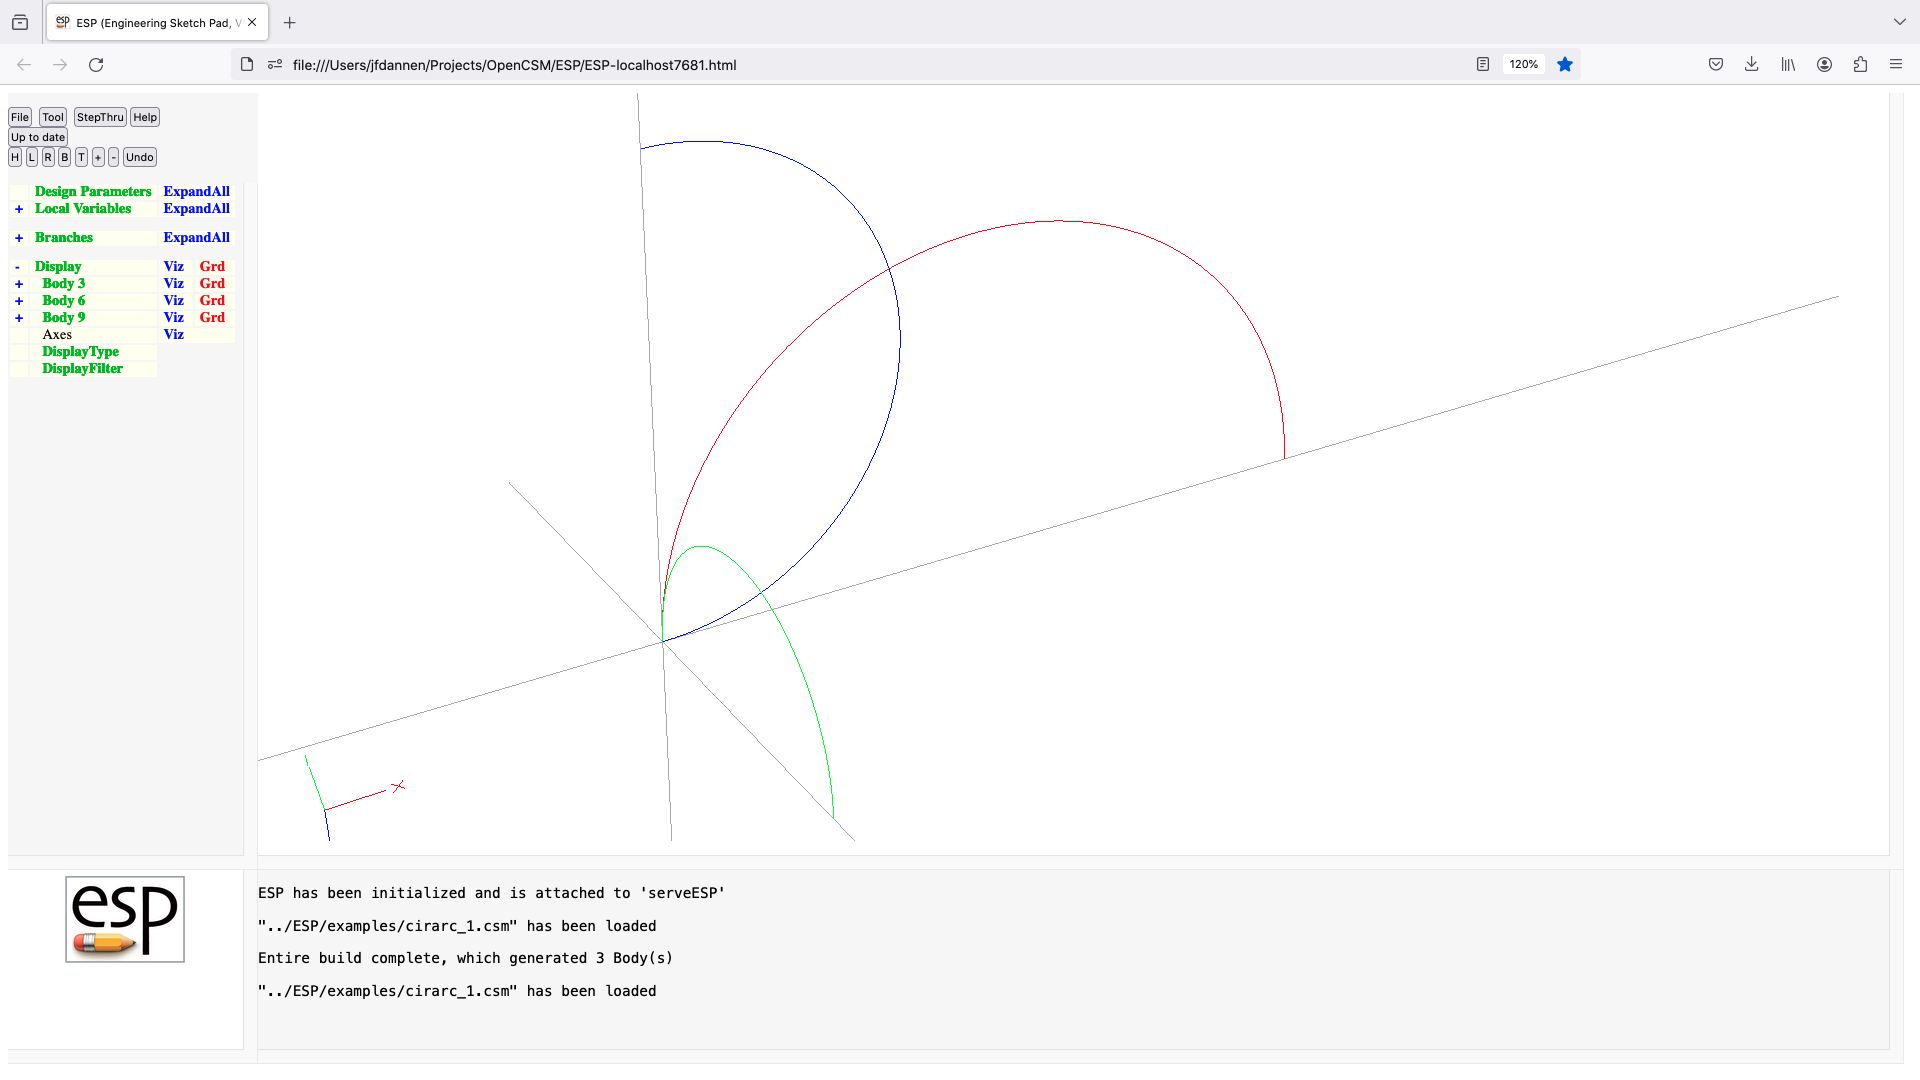 ESP (Engineering Sketch Pad, V
file:///Users/jfdannen/Projects/OpenCSM/ESP/ESP-localhost7681.html
120%
File Tool StepThru Help
Up to date
H L R B T + - Undo
Design Parameters ExpandAll
+ Local Variables ExpandAll
+ Branches ExpandAll
- Display Viz Grd
+ Body 3 Viz Grd
+ Body 6 Viz Grd
+ Body 9 Viz Grd
Axes Viz
DisplayType
DisplayFilter
X
esp
ESP has been initialized and is attached to 'serveESP'
"../ESP/examples/cirarc_1.csm" has been loaded
Entire build complete, which generated 3 Body(s)
"../ESP/examples/cirarc_1.csm" has been loaded